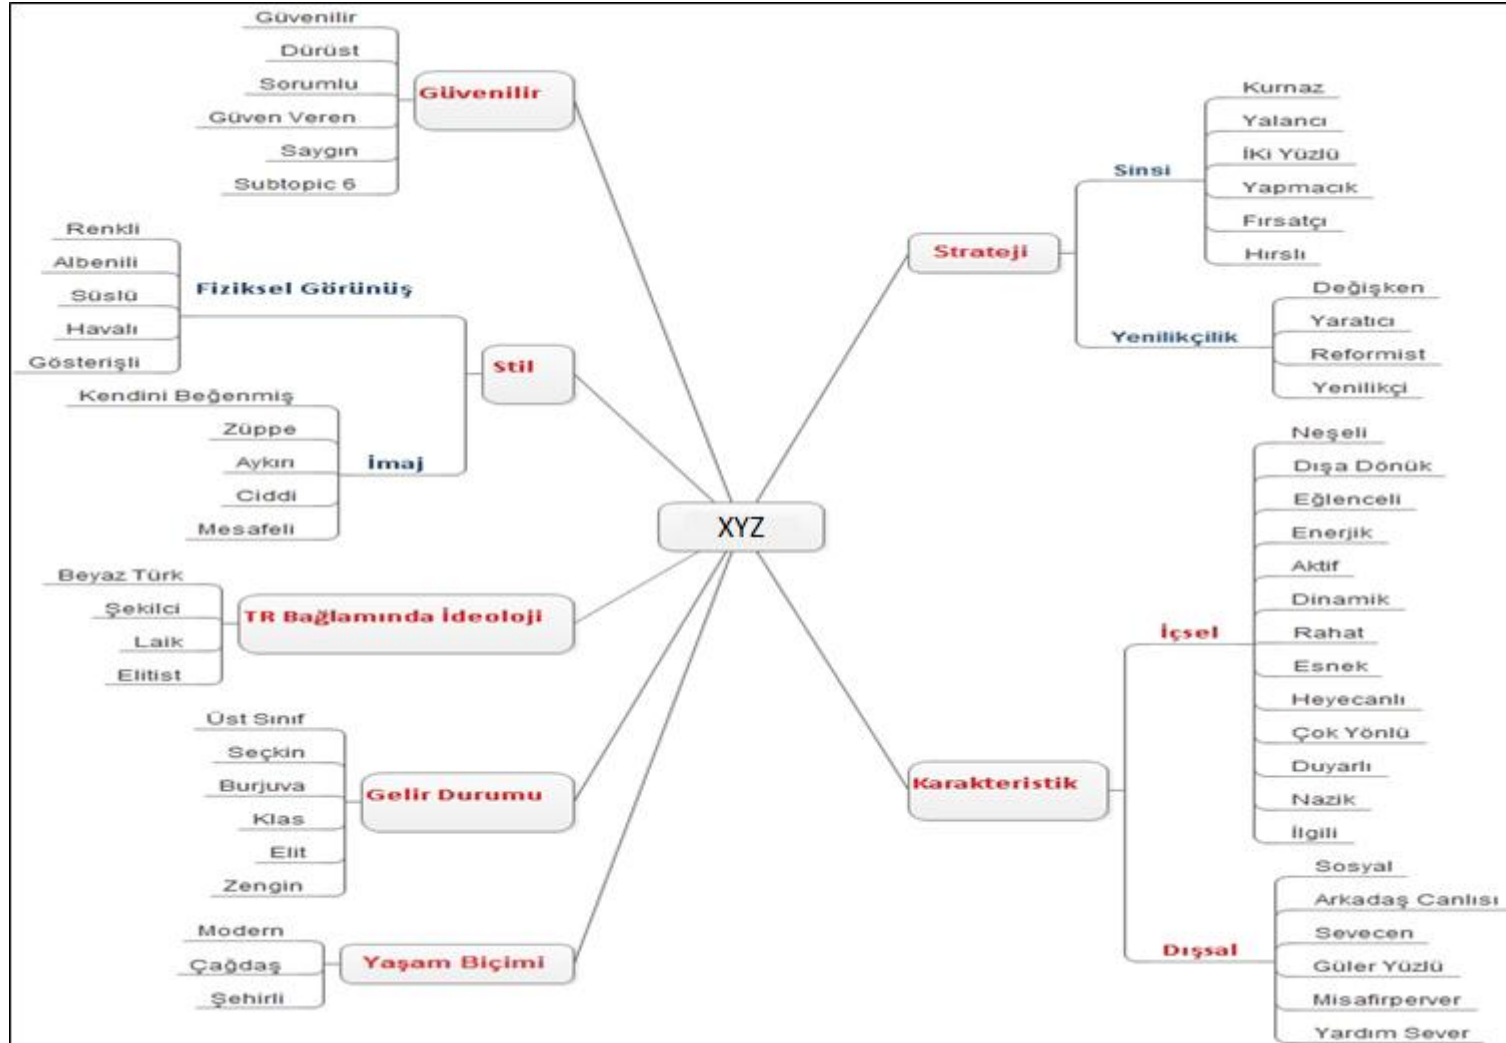 Güvenilir
Dürüst
Sorumlu
Güven Veren
Saygın
Subtopic 6
Güvenilir
Renkli
Albenili
Süslü
Havalı
Gösterişli
Fiziksel Görünüş
Kendini Beğenmiş
Züppe
Aykırı
Ciddi
Mesafeli
İmaj
Stil
Beyaz Türk
Şekilci
Laik
Elitist
TR Bağlamında İdeoloji
Üst Sınıf
Seçkin
Burjuva
Klas
Elit
Zengin
Gelir Durumu
Modern
Çağdaş
Şehirli
Yaşam Biçimi
XYZ
Strateji
Sinsi
Kurnaz
Yalancı
İKi Yüzlü
Yapmacık
Fırsatçı
Hırslı
Yenilikçilik
Değişken
Yaratıcı
Reformist
Yenilikçi
Karakteristik
İçsel
Neşeli
Dışa Dönük
Eğlenceli
Enerjik
Aktif
Dinamik
Rahat
Esnek
Heyecanlı
Çok Yönlü
Duyarlı
Nazik
İlgili
Dışsal
Sosyal
Arkadaş Canlısı
Sevecen
Güler Yüzlü
Misafirperver
Yardım Sever